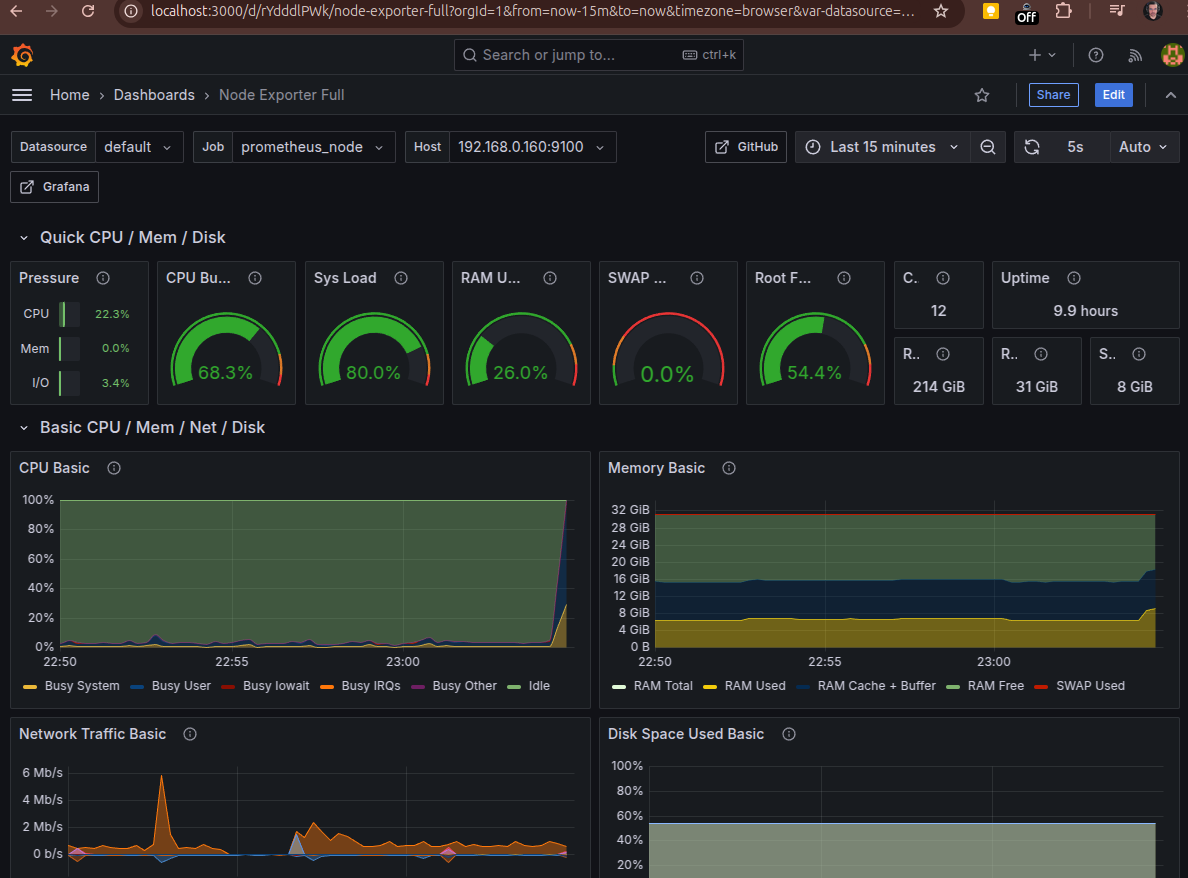 localhost:3000/d/rYdddlPWk/node-exporter-full?orgId=1&from=now-15m&to=now&timezone=browser&var-datasource=...
Off
Search or jump to... ctrl+k
Home › Dashboards › Node Exporter Full Share Edit
Datasource default Job prometheus_node Host 192.168.0.160:9100 GitHub Last 15 minutes 5s Auto
Grafana
Quick CPU / Mem / Disk
Pressure
CPU 22.3%
Mem 0.0%
I/O 3.4%
CPU Bu...
68.3%
Sys Load
80.0%
RAM U...
26.0%
SWAP ...
0.0%
Root F...
54.4%
C..
12
Uptime
9.9 hours
R..
214 GiB
R..
31 GiB
S..
8 GiB
Basic CPU / Mem / Net / Disk
CPU Basic
100%
80%
60%
40%
20%
0%
22:50 22:55 23:00
Busy System Busy User Busy Iowait Busy IRQs Busy Other Idle
Memory Basic
32 GiB
28 GiB
24 GiB
20 GiB
16 GiB
12 GiB
8 GiB
4 GiB
0 B
22:50 22:55 23:00
RAM Total RAM Used RAM Cache + Buffer RAM Free SWAP Used
Network Traffic Basic
6 Mb/s
4 Mb/s
2 Mb/s
0 b/s
Disk Space Used Basic
100%
80%
60%
40%
20%